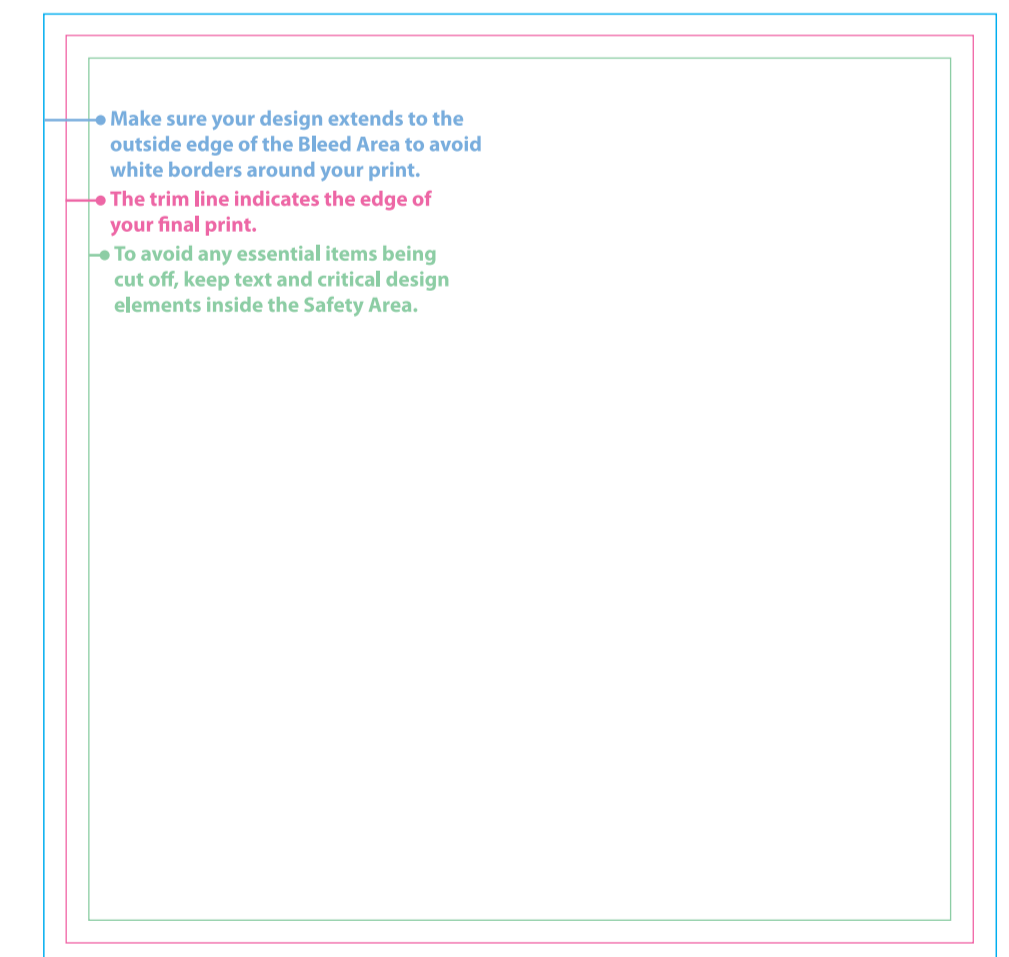 Make sure your design extends to the
outside edge of the Bleed Area to avoid
white borders around your print.
The trim line indicates the edge of
your final print.
To avoid any essential items being
cut off, keep text and critical design
elements inside the Safety Area.